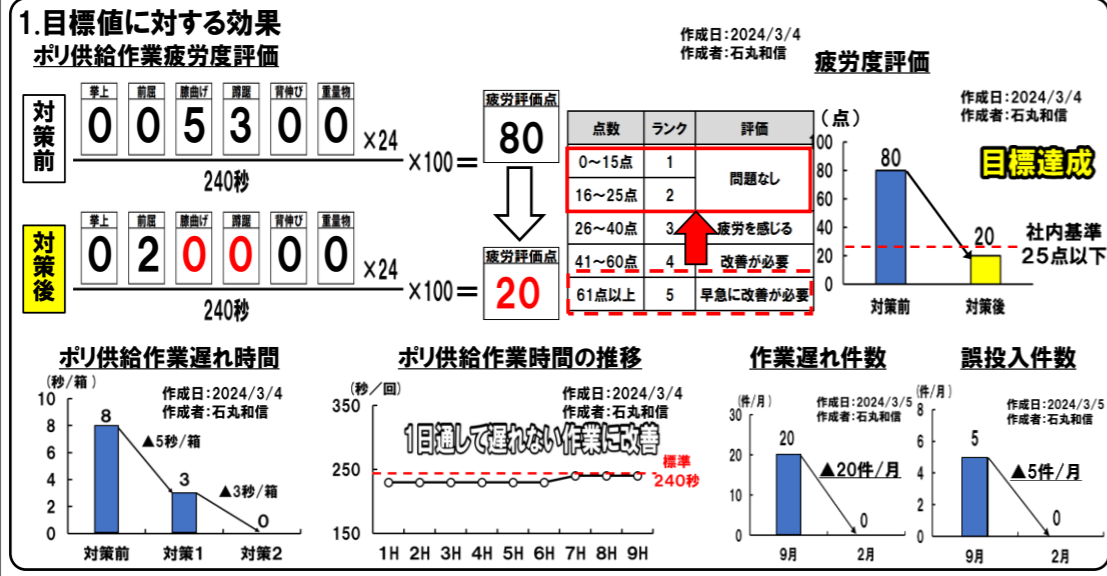 1.目標値に対する効果
ポリ供給作業疲労度評価
作成日:2024/3/4
作成者:石丸和信
対策前
挙上 前屈 膝曲げ 蹲踞 背伸び 重量物
0 0 5 3 0 0 ×24
240秒
×100=
疲労評価点
80
対策後
挙上 前屈 膝曲げ 蹲踞 背伸び 重量物
0 2 0 0 0 0 ×24
240秒
×100=
疲労評価点
20
点数 ランク 評価
0~15点 1 問題なし
16~25点 2
26~40点 3 疲労を感じる
41~60点 4 改善が必要
61点以上 5 早急に改善が必要
疲労度評価
作成日:2024/3/4
作成者:石丸和信
(点)
100
80
60
40
20
0
80
20
目標達成
社内基準
25点以下
対策前 対策後
ポリ供給作業遅れ時間
(秒/箱)
作成日:2024/3/4
作成者:石丸和信
10
8
6
4
2
0
8
▲5秒/箱
3
▲3秒/箱
0
対策前 対策1 対策2
ポリ供給作業時間の推移
(秒/回)
作成日:2024/3/4
作成者:石丸和信
1日通して遅れない作業に改善
350
250
150
標準
240秒
1H 2H 3H 4H 5H 6H 7H 8H 9H
作業遅れ件数
(件/月)
作成日:2024/3/5
作成者:石丸和信
30
20
10
0
20
▲20件/月
0
9月 2月
誤投入件数
(件/月)
作成日:2024/3/5
作成者:石丸和信
8
6
4
2
0
5
▲5件/月
0
9月 2月